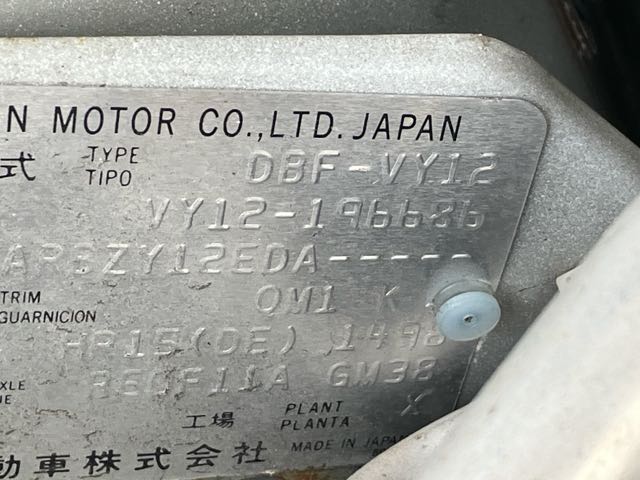 N MOTOR CO.,LTD. JAPAN
式 TYPE TIPO DBF-VY12
VY12-196686
AR3ZY12EDA-----
TRIM GUARNICION QM1 K
HR15(DE) 1498
RE0F11A GM38
工場 PLANT PLANTA X
動車株式会社 MADE IN JAPAN